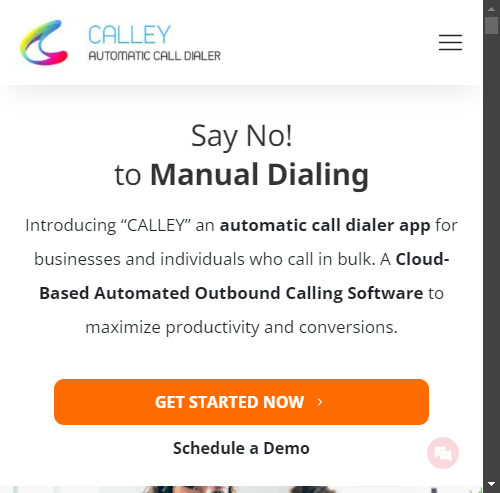 CALLEY
AUTOMATIC CALL DIALER
Say No!
to Manual Dialing
Introducing “CALLEY” an automatic call dialer app for
businesses and individuals who call in bulk. A Cloud-
Based Automated Outbound Calling Software to
maximize productivity and conversions.
GET STARTED NOW
Schedule a Demo